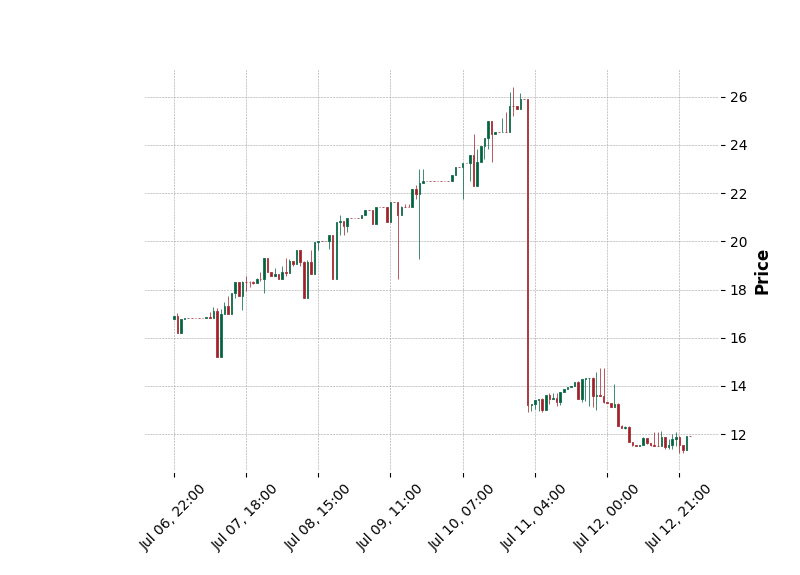 26
24
22
20
18
16
14
12
Price
Jul 06, 22:00
Jul 07, 18:00
Jul 08, 15:00
Jul 09, 11:00
Jul 10, 07:00
Jul 11, 04:00
Jul 12, 00:00
Jul 12, 21:00